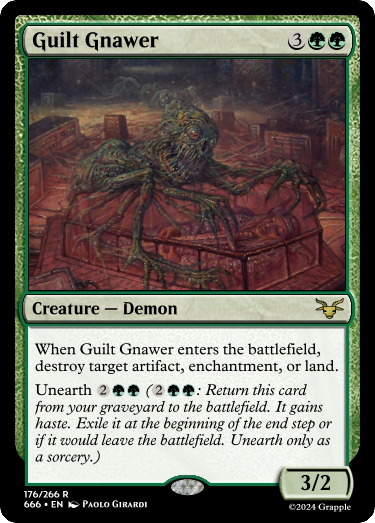 Guilt Gnawer 3
Creature — Demon
When Guilt Gnawer enters the battlefield,
destroy target artifact, enchantment, or land.
Unearth 2 (2: Return this card
from your graveyard to the battlefield. It gains
haste. Exile it at the beginning of the end step or
if it would leave the battlefield. Unearth only as
a sorcery.)
3/2
176/266 R
666 • EN Paolo Girardi
©2024 Grapple